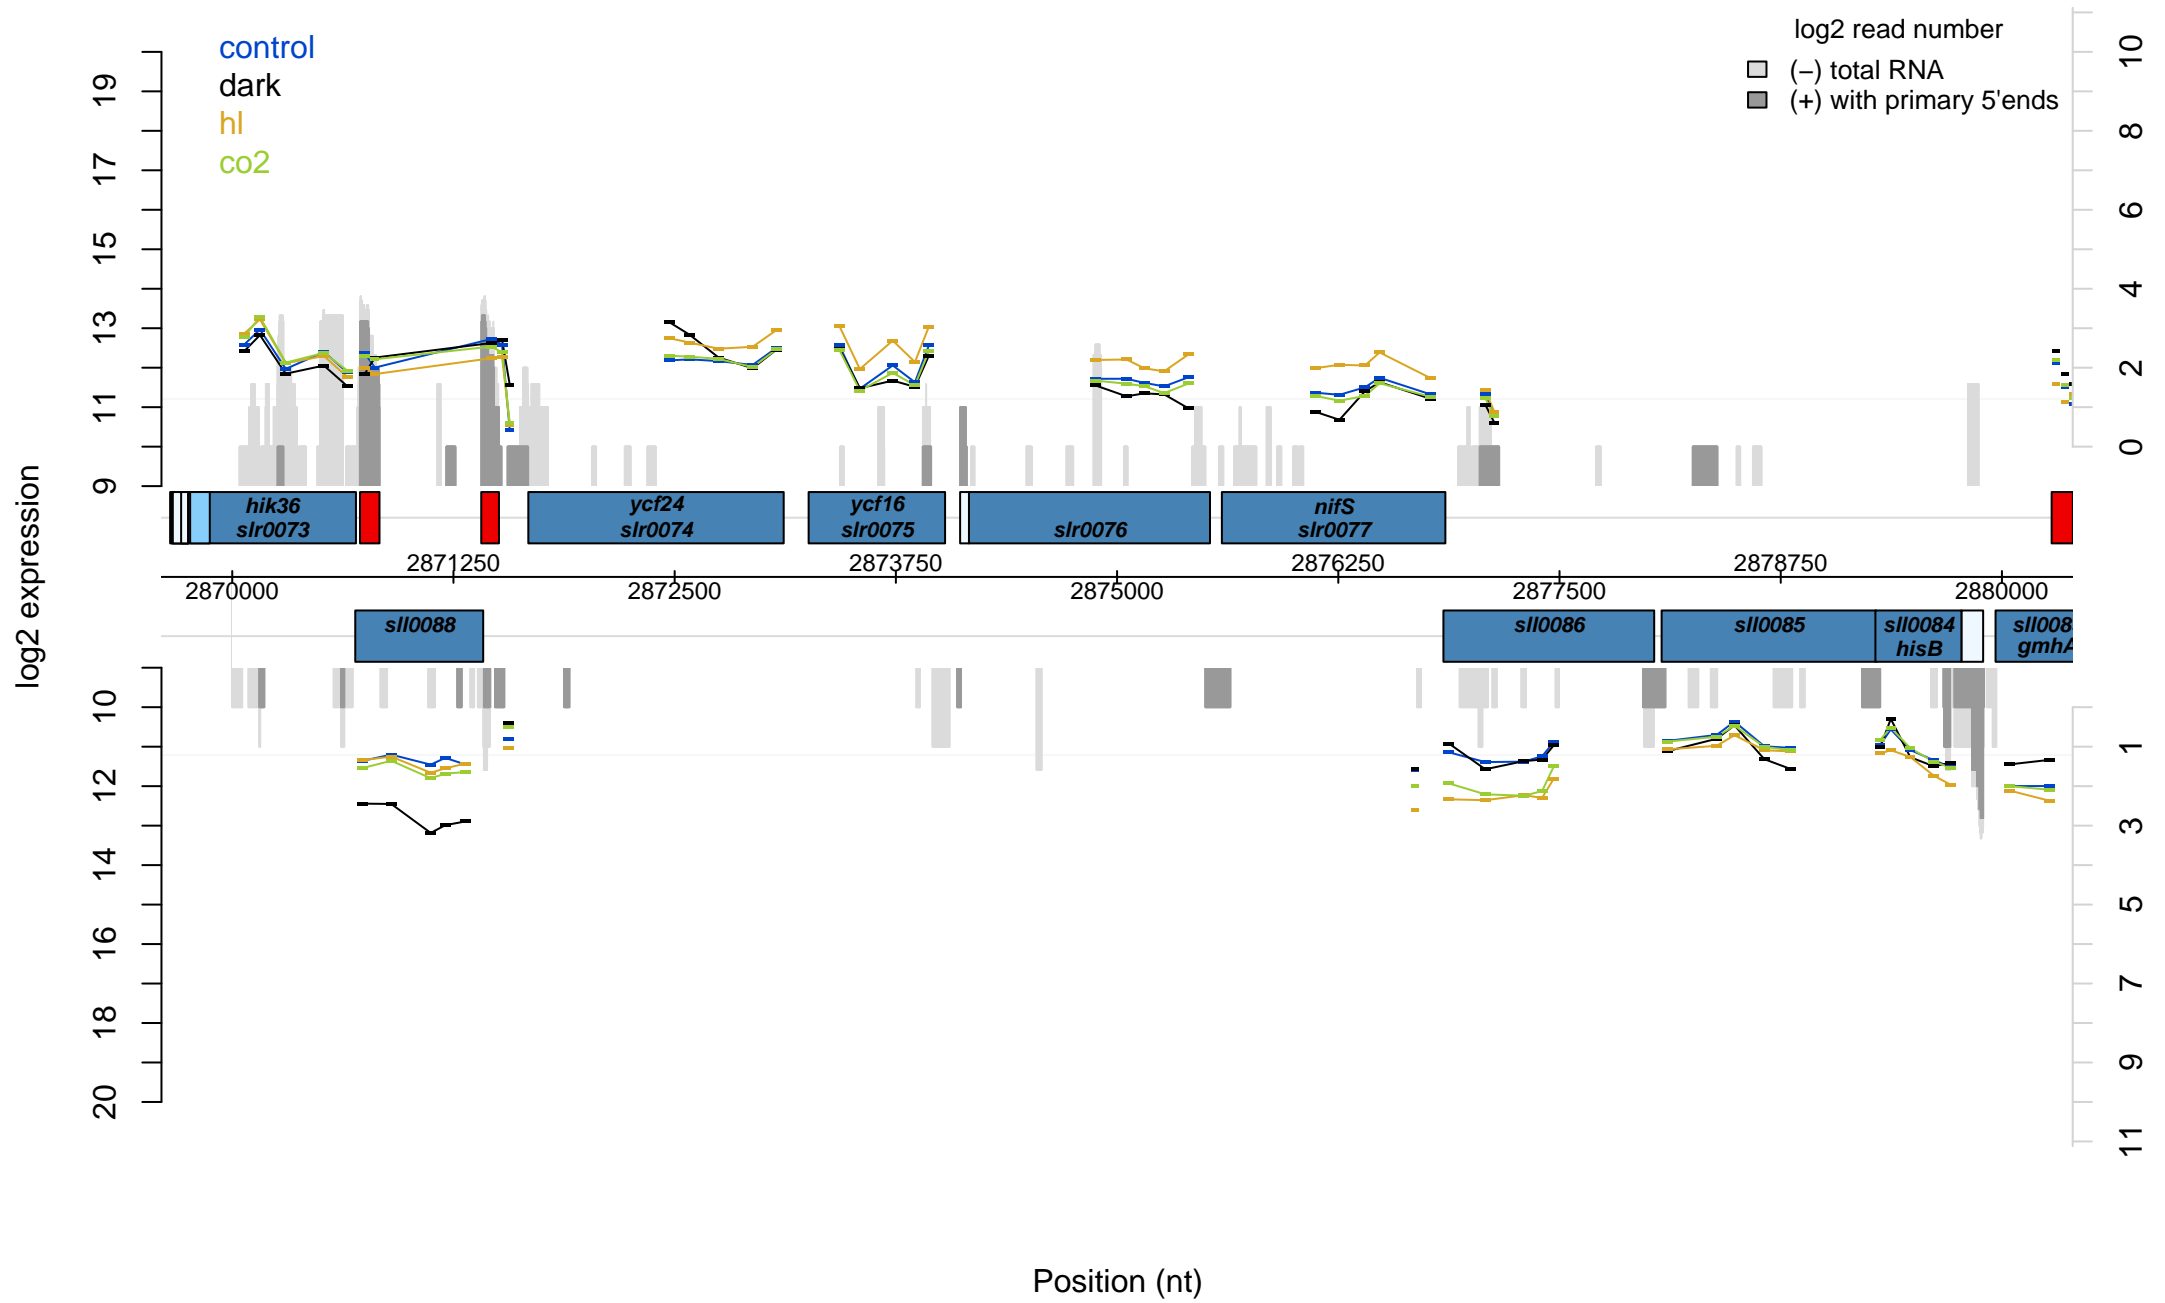 control
dark
hl
co2
log2 read number
(−) total RNA
(+) with primary 5'ends
19
17
15
13
11
9
10
8
6
4
2
0
log2 expression
hik36
slr0073
ycf24
slr0074
ycf16
slr0075
slr0076
nifS
slr0077
2871250
2873750
2876250
2878750
2870000
2872500
2875000
2877500
2880000
sll0088
sll0086
sll0085
sll0084
hisB
sll008
gmhA
10
12
14
16
18
20
1
3
5
7
9
11
Position (nt)